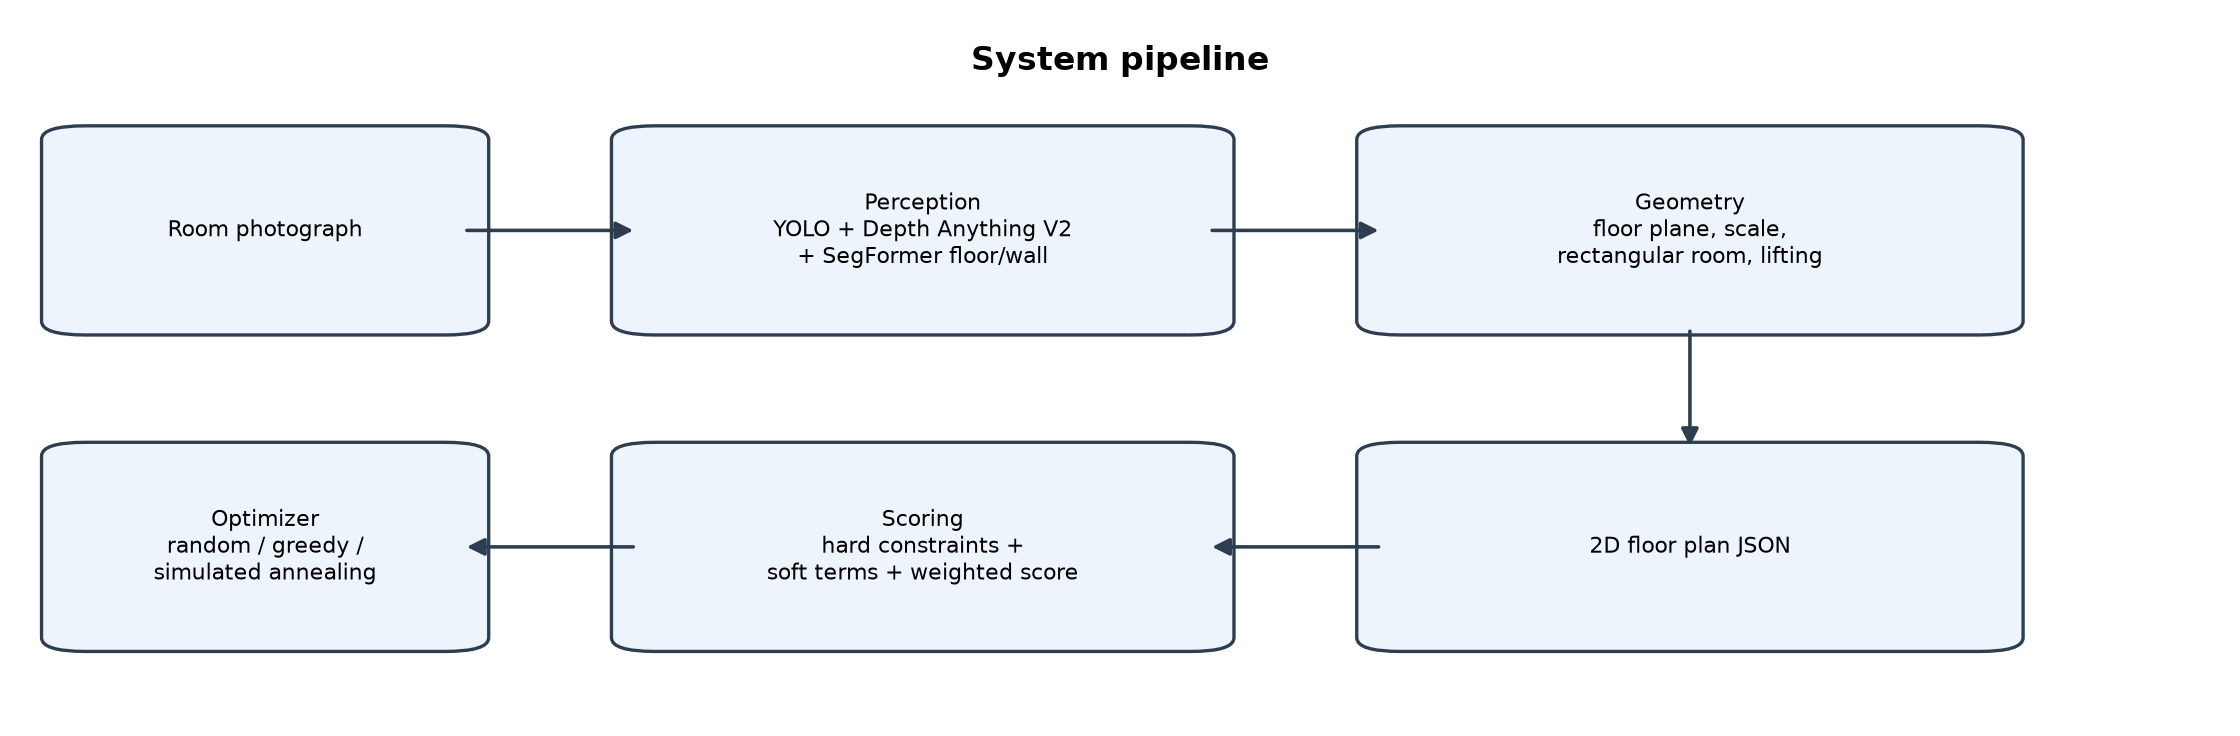 System pipeline
Room photograph
Perception
YOLO + Depth Anything V2
+ SegFormer floor/wall
Geometry
floor plane, scale,
rectangular room, lifting
Optimizer
random / greedy /
simulated annealing
Scoring
hard constraints +
soft terms + weighted score
2D floor plan JSON